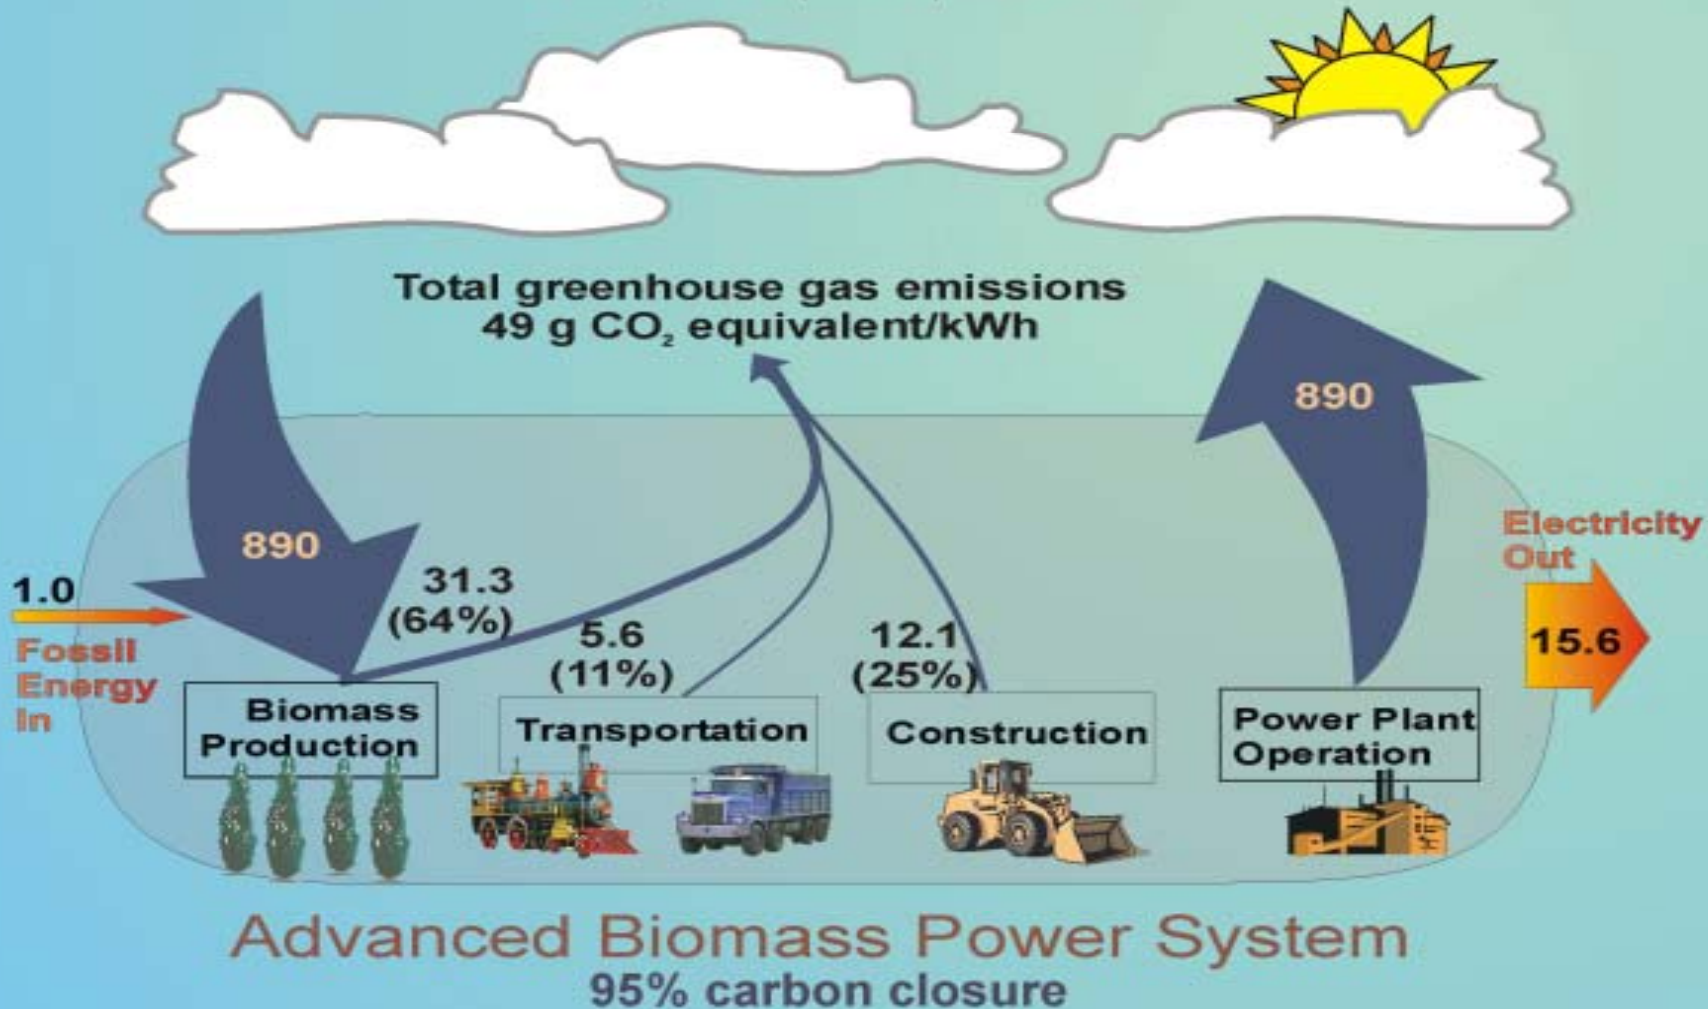 Total greenhouse gas emissions
49 g CO₂ equivalent/kWh
890
890
1.0
Fossil
Energy
In
31.3
(64%)
5.6
(11%)
12.1
(25%)
Electricity
Out
15.6
Biomass
Production
Transportation
Construction
Power Plant
Operation
Advanced Biomass Power System
95% carbon closure